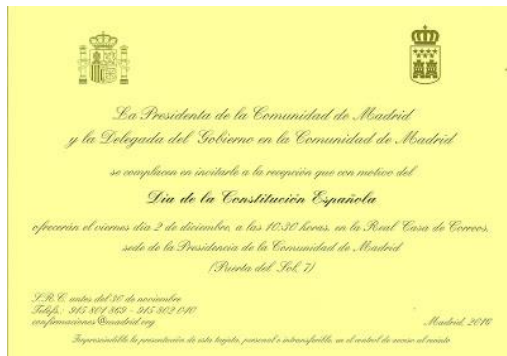 La Presidenta de la Comunidad de Madrid
y la Delegada del Gobierno en la Comunidad de Madrid
se complacen en invitarle a la recepción que con motivo del
Día de la Constitución Española
ofrecerán el viernes día 2 de diciembre, a las 10:30 horas, en la Real Casa de Correos,
sede de la Presidencia de la Comunidad de Madrid
(Puerta del Sol, 7)
S.R.C. antes del 30 de noviembre
Teléfs.: 915 801 869 - 915 802 040
confirmaciones@madrid.org
Madrid, 2016
Imprescindible la presentación de esta tarjeta, personal e intransferible, en el control de acceso al recinto